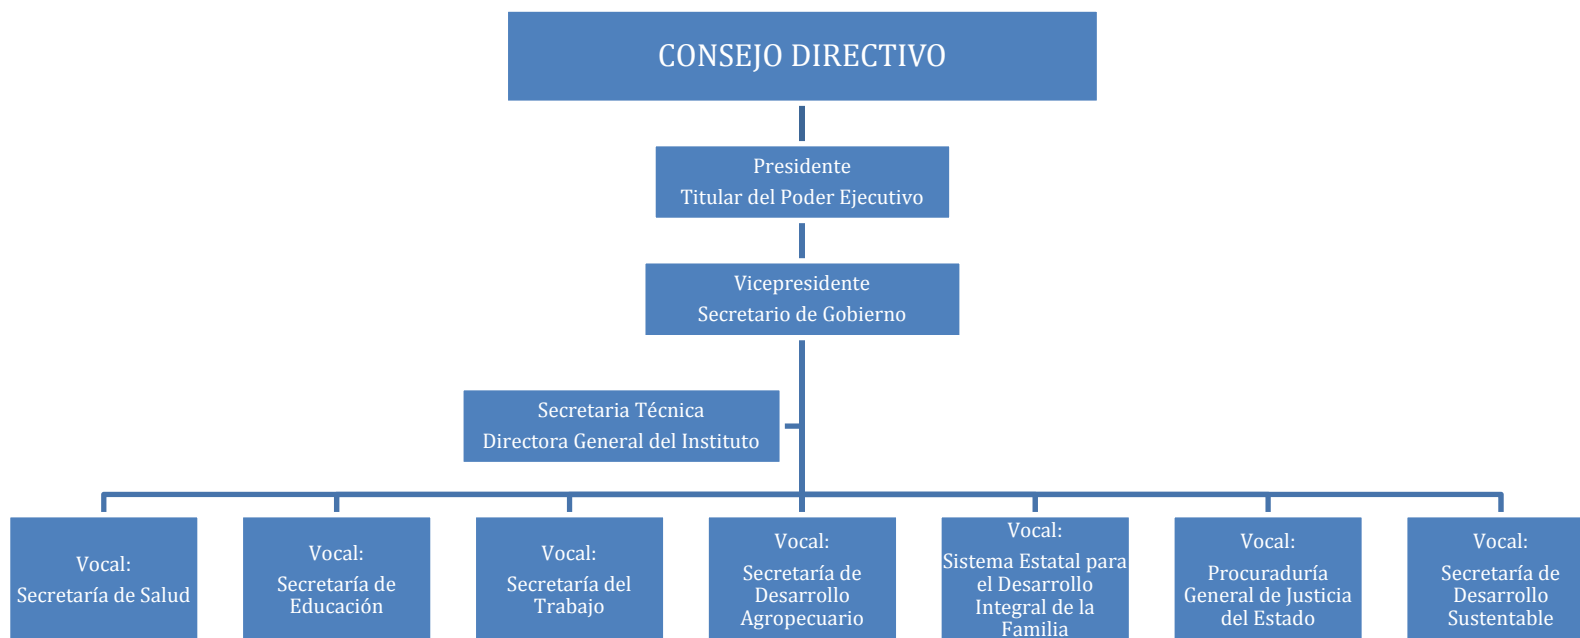 CONSEJO DIRECTIVO
Presidente
Titular del Poder Ejecutivo
Vicepresidente
Secretario de Gobierno
Secretaria Técnica
Directora General del Instituto
Vocal:
Secretaría de Salud
Vocal:
Secretaría de
Educación
Vocal:
Secretaría del
Trabajo
Vocal:
Secretaría de
Desarrollo
Agropecuario
Vocal:
Sistema Estatal para
el Desarrollo
Integral de la
Familia
Vocal:
Procuraduría
General de Justicia
del Estado
Vocal:
Secretaría de
Desarrollo
Sustentable